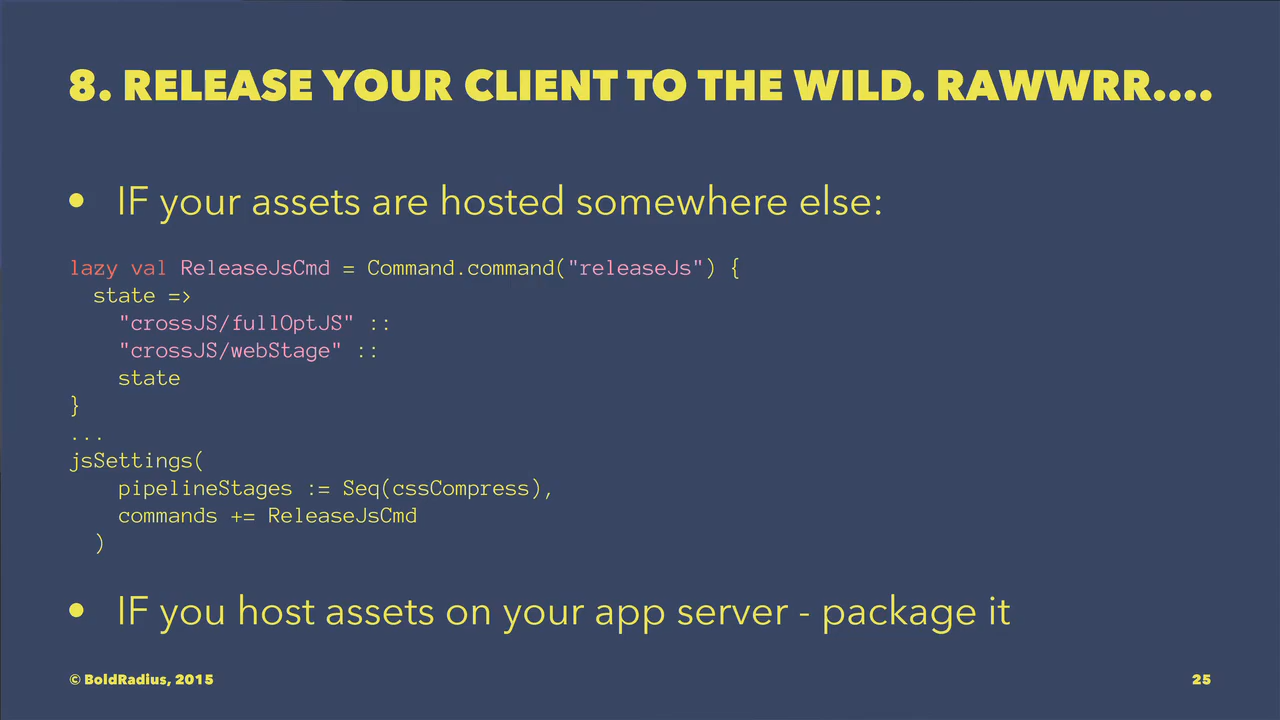 8. RELEASE YOUR CLIENT TO THE WILD. RAWWRR....
• IF your assets are hosted somewhere else:
lazy val ReleaseJsCmd = Command.command("releaseJs") {
  state =>
    "crossJS/fullOptJS" ::
    "crossJS/webStage" ::
    state
}
...
jsSettings(
    pipelineStages := Seq(cssCompress),
    commands += ReleaseJsCmd
  )
• IF you host assets on your app server - package it
© BoldRadius, 2015
25